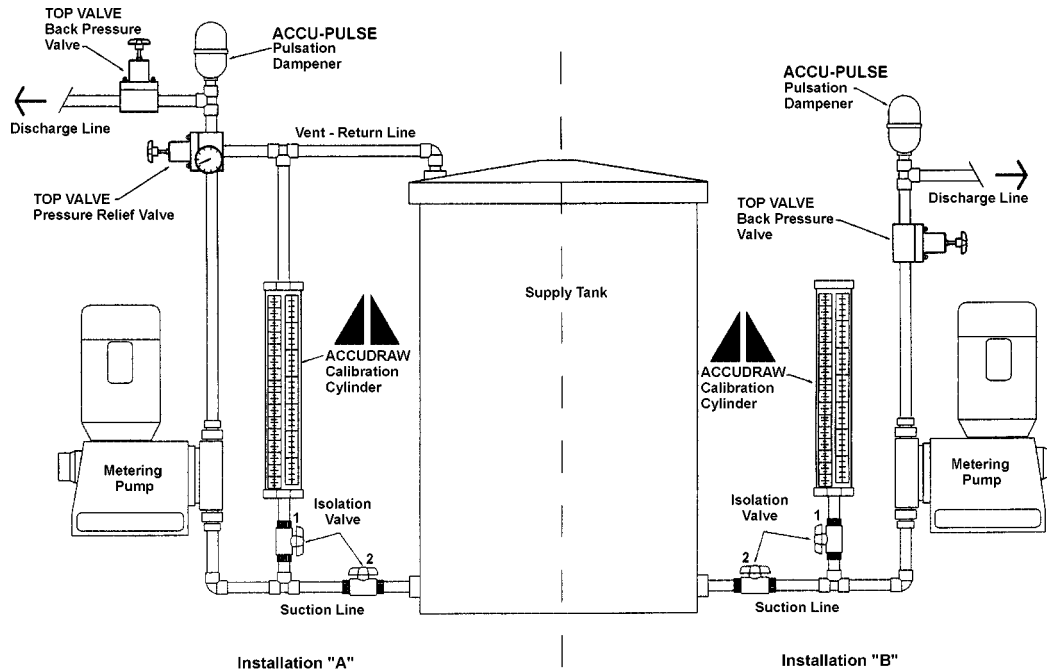 TOP VALVE
Back Pressure
Valve
ACCU-PULSE
Pulsation
Dampener
Discharge Line
Vent - Return Line
TOP VALVE
Pressure Relief Valve
ACCUDRAW
Calibration
Cylinder
Metering
Pump
Isolation
Valve
1
2
Suction Line
Installation "A"
Supply Tank
ACCU-PULSE
Pulsation
Dampener
Discharge Line
TOP VALVE
Back Pressure
Valve
ACCUDRAW
Calibration
Cylinder
Metering
Pump
Isolation
Valve
1
2
Suction Line
Installation "B"